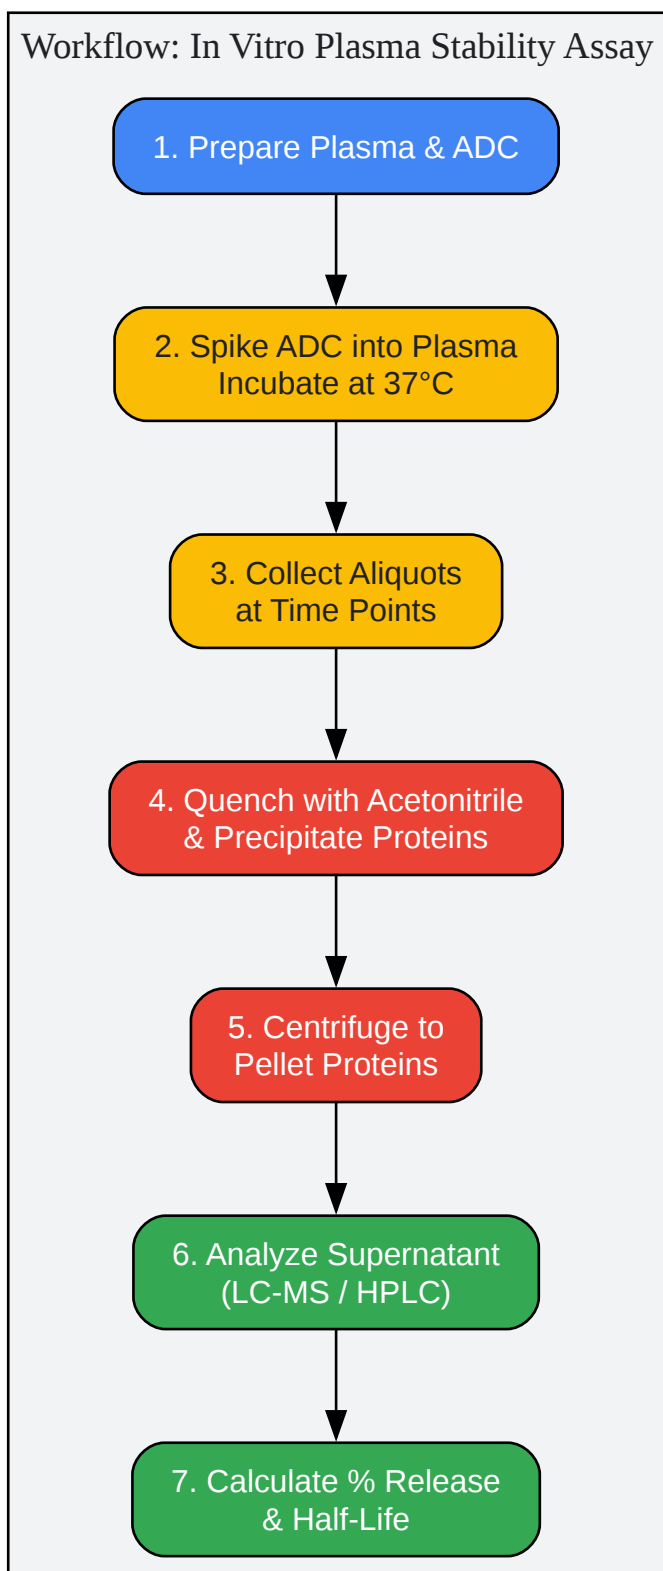 Workflow: In Vitro Plasma Stability Assay
1. Prepare Plasma & ADC
2. Spike ADC into Plasma
Incubate at 37°C
3. Collect Aliquots
at Time Points
4. Quench with Acetonitrile
& Precipitate Proteins
5. Centrifuge to
Pellet Proteins
6. Analyze Supernatant
(LC-MS / HPLC)
7. Calculate % Release
& Half-Life